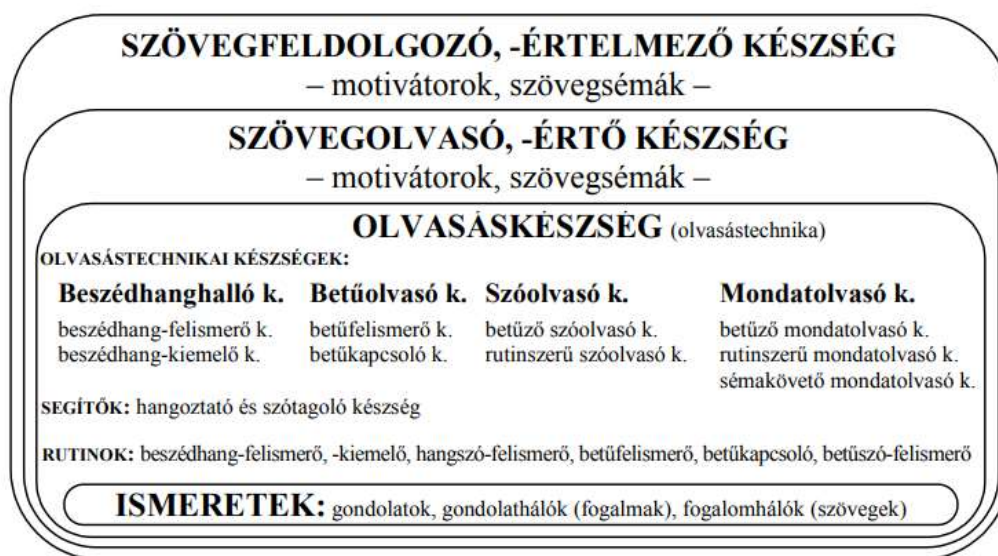 SZÖVEGFELDOLGOZÓ, -ÉRTELMEZŐ KÉSZSÉG
– motivátorok, szövegsémák –
SZÖVEGOLVASÓ, -ÉRTŐ KÉSZSÉG
– motivátorok, szövegsémák –
OLVASÁSKÉSZSÉG (olvasástechnika)
OLVASÁSTECHNIKAI KÉSZSÉGEK:
Beszédhanghalló k. Betűolvasó k. Szóolvasó k. Mondatolvasó k.
beszédhang-felismerő k. betűfelismerő k. betűző szóolvasó k. betűző mondatolvasó k.
beszédhang-kiemelő k. betűkapcsoló k. rutinszerű szóolvasó k. rutinszerű mondatolvasó k.
sémakövető mondatolvasó k.
SEGÍTŐK: hangoztató és szótagoló készség
RUTINOK: beszédhang-felismerő, -kiemelő, hangszó-felismerő, betűfelismerő, betűkapcsoló, betűszó-felismerő
ISMERETEK: gondolatok, gondolathálók (fogalmak), fogalomhálók (szövegek)